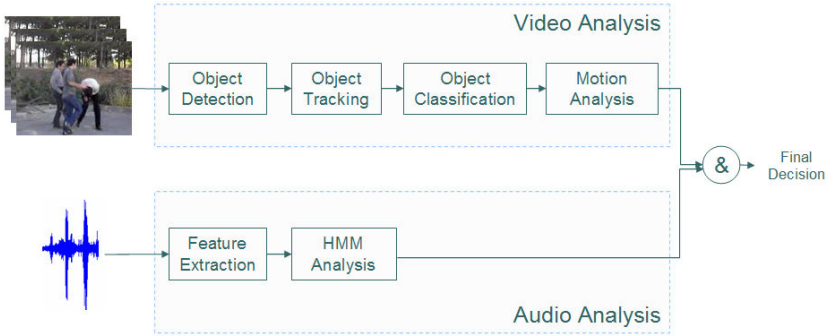 Video Analysis
Object
Detection
Object
Tracking
Object
Classification
Motion
Analysis
&
Final
Decision
Feature
Extraction
HMM
Analysis
Audio Analysis